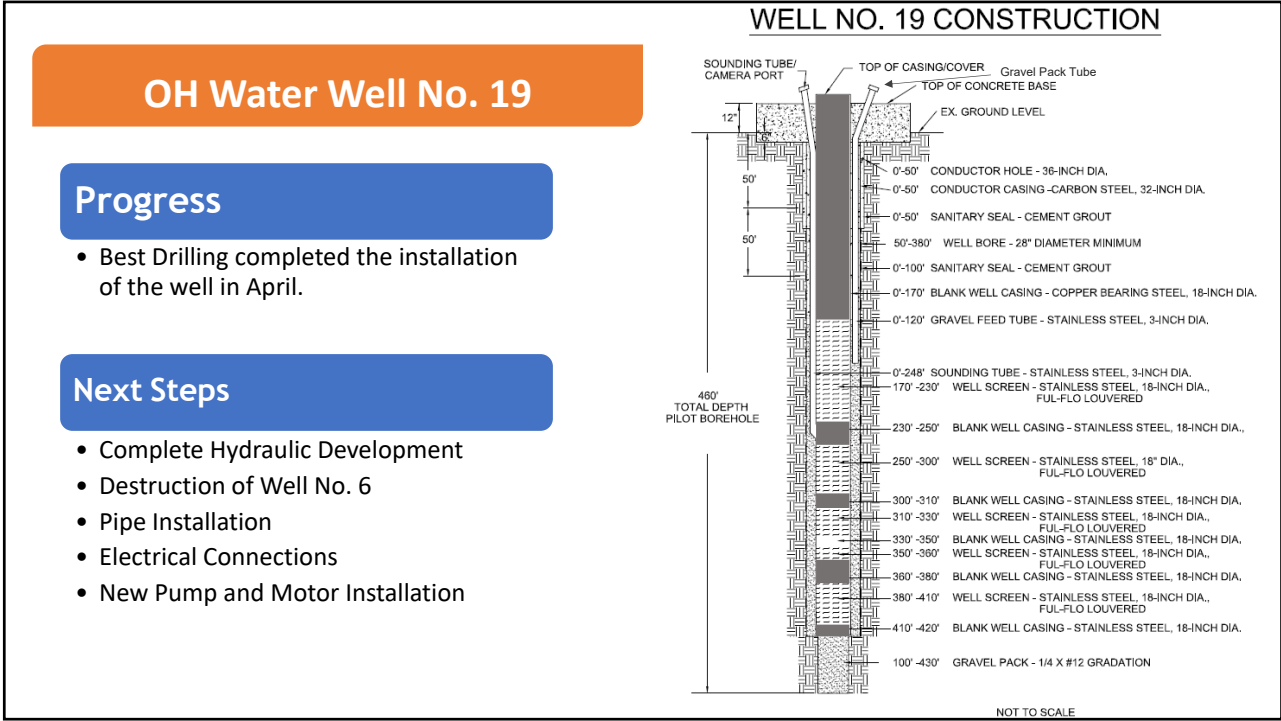 OH Water Well No. 19
Progress
• Best Drilling completed the installation
of the well in April.
Next Steps
• Complete Hydraulic Development
• Destruction of Well No. 6
• Pipe Installation
• Electrical Connections
• New Pump and Motor Installation
WELL NO. 19 CONSTRUCTION
SOUNDING TUBE/
CAMERA PORT
TOP OF CASING/COVER
Gravel Pack Tube
TOP OF CONCRETE BASE
EX. GROUND LEVEL
12"
6"
50'
50'
460'
TOTAL DEPTH
PILOT BOREHOLE
0'-50' CONDUCTOR HOLE - 36-INCH DIA.
0'-50' CONDUCTOR CASING -CARBON STEEL, 32-INCH DIA.
0'-50' SANITARY SEAL - CEMENT GROUT
50'-380' WELL BORE - 28" DIAMETER MINIMUM
0'-100' SANITARY SEAL - CEMENT GROUT
0'-170' BLANK WELL CASING - COPPER BEARING STEEL, 18-INCH DIA.
0'-120' GRAVEL FEED TUBE - STAINLESS STEEL, 3-INCH DIA.
0'-248' SOUNDING TUBE - STAINLESS STEEL, 3-INCH DIA.
170' -230' WELL SCREEN - STAINLESS STEEL, 18-INCH DIA.,
FUL-FLO LOUVERED
230' -250' BLANK WELL CASING - STAINLESS STEEL, 18-INCH DIA.,
250' -300' WELL SCREEN - STAINLESS STEEL, 18" DIA.,
FUL-FLO LOUVERED
300' -310' BLANK WELL CASING - STAINLESS STEEL, 18-INCH DIA.
310' -330' WELL SCREEN - STAINLESS STEEL, 18-INCH DIA.,
FUL-FLO LOUVERED
330' -350' BLANK WELL CASING - STAINLESS STEEL, 18-INCH DIA.
350' -360' WELL SCREEN - STAINLESS STEEL, 18-INCH DIA.,
FUL-FLO LOUVERED
360' -380' BLANK WELL CASING - STAINLESS STEEL, 18-INCH DIA.
380' -410' WELL SCREEN - STAINLESS STEEL, 18-INCH DIA.,
FUL-FLO LOUVERED
410' -420' BLANK WELL CASING - STAINLESS STEEL, 18-INCH DIA.
100' -430' GRAVEL PACK - 1/4 X #12 GRADATION
NOT TO SCALE